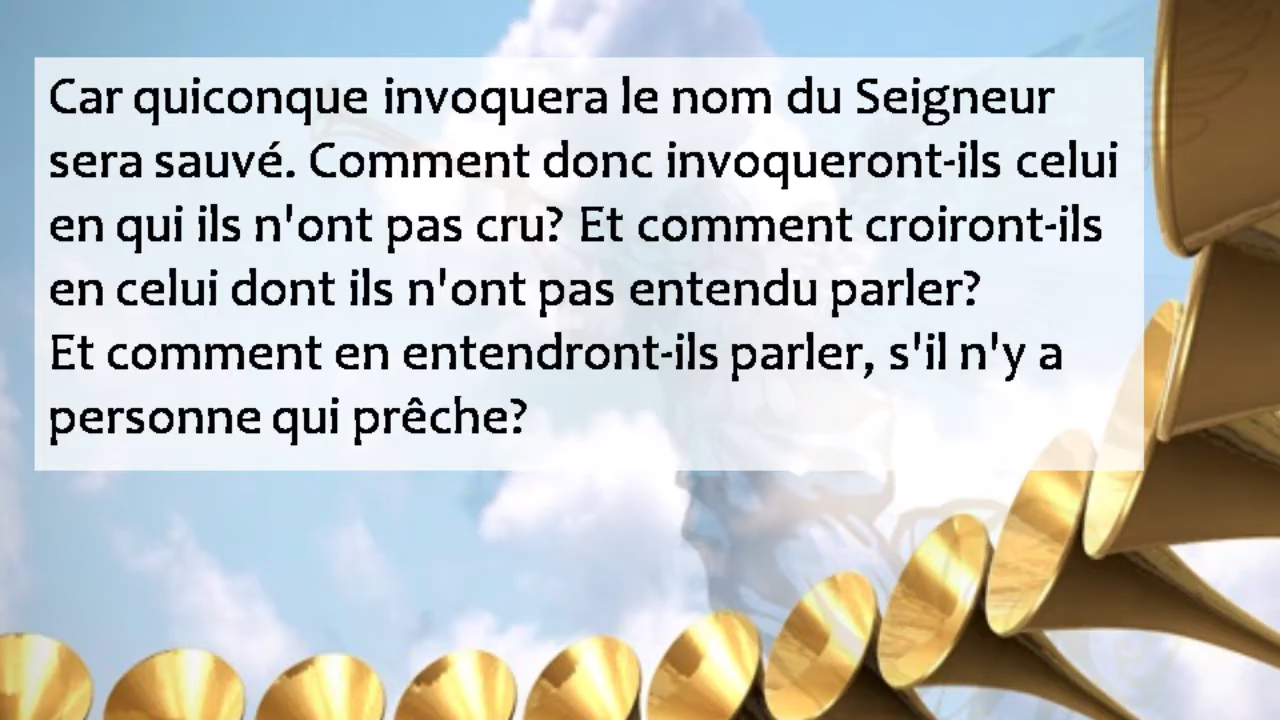 Car quiconque invoquera le nom du Seigneur
sera sauvé. Comment donc invoqueront-ils celui
en qui ils n'ont pas cru? Et comment croiront-ils
en celui dont ils n'ont pas entendu parler?
Et comment en entendront-ils parler, s'il n'y a
personne qui prêche?